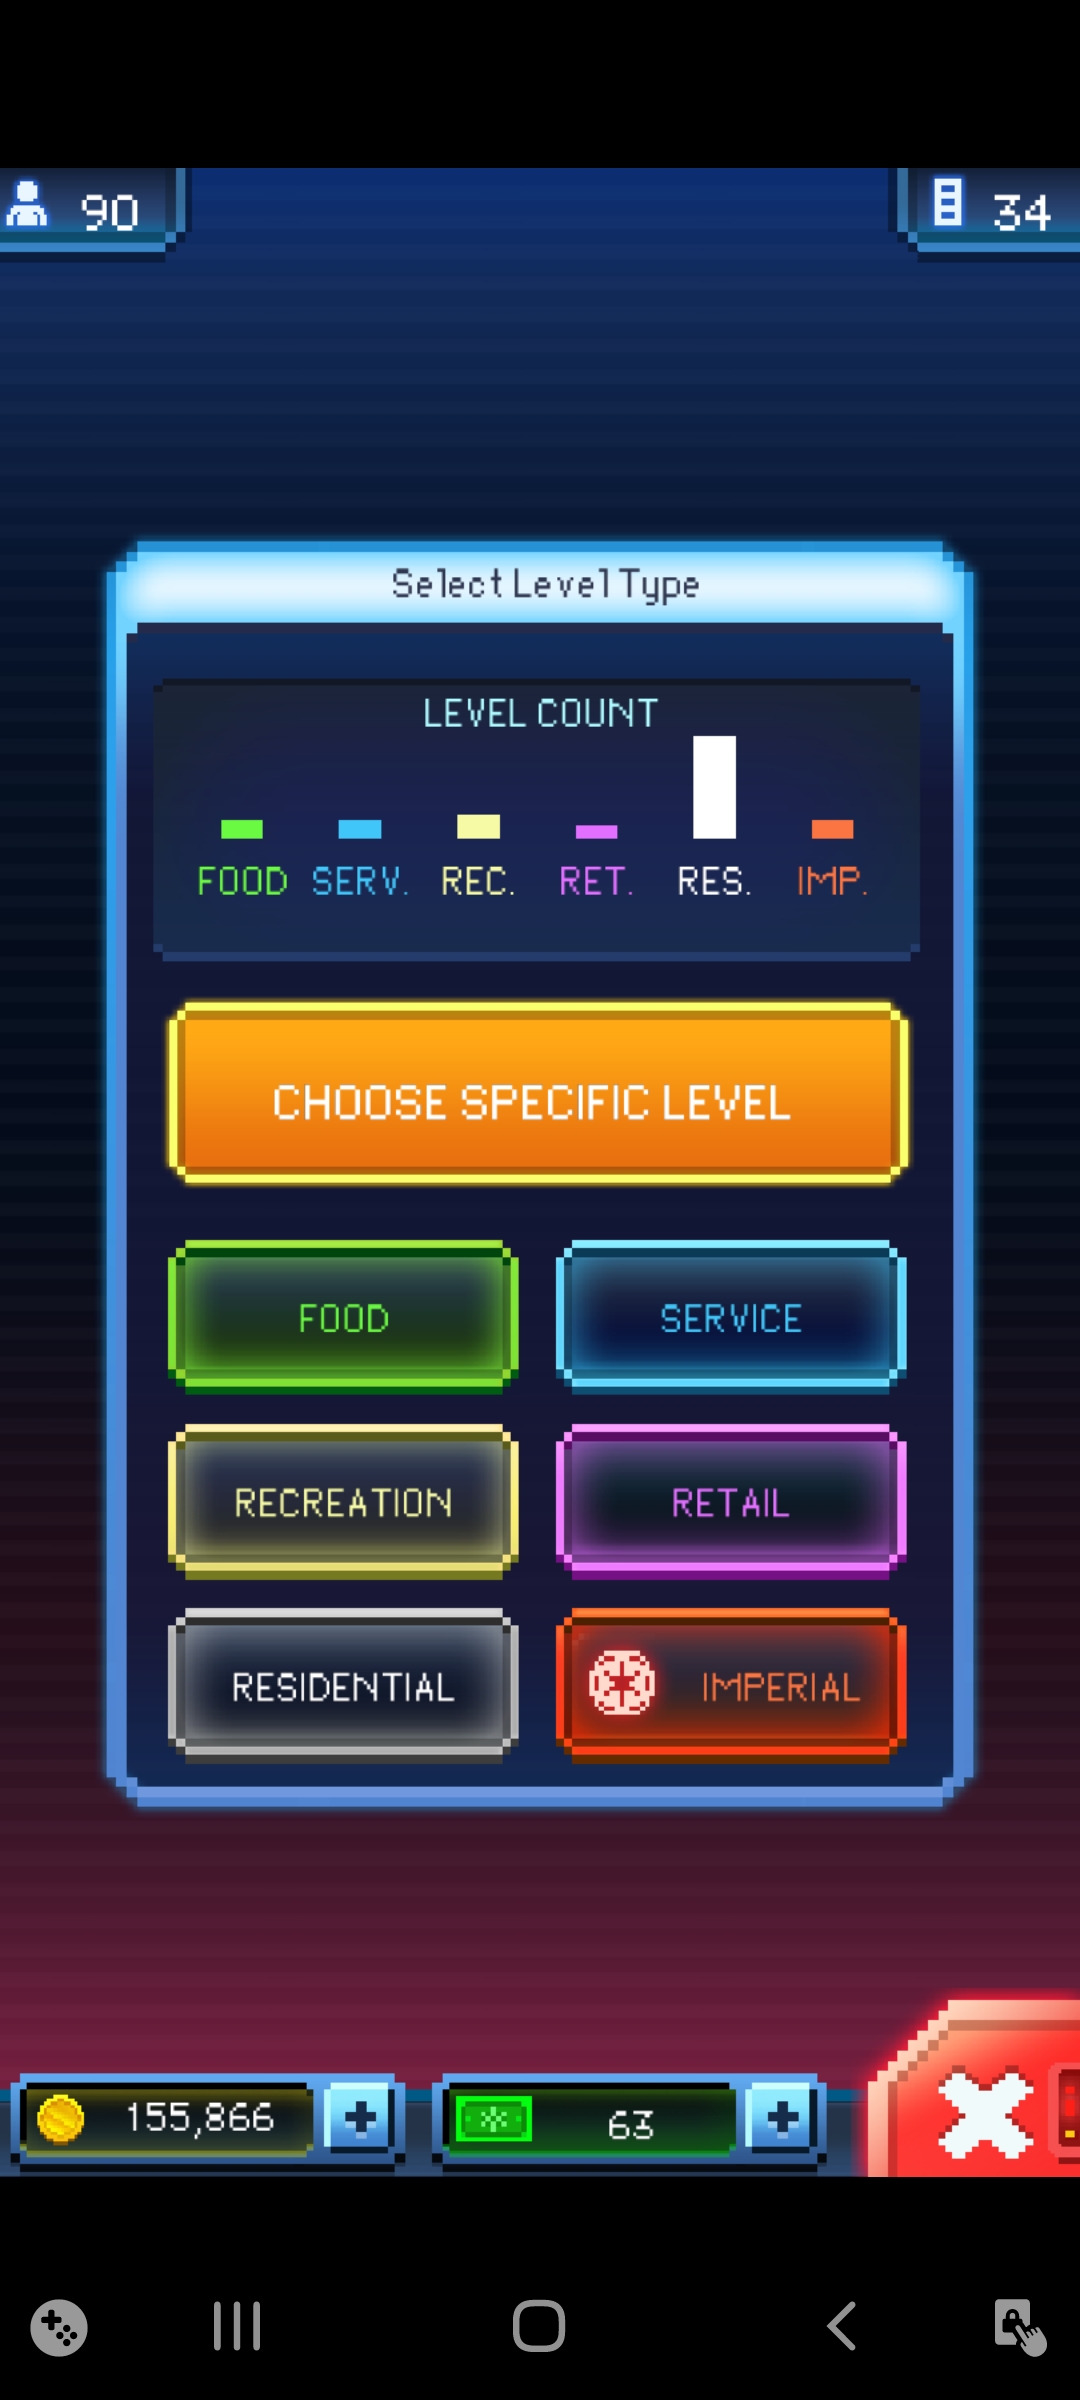 90
34
Select Level Type
LEVEL COUNT
FOOD SERV. REC. RET. RES. IMP.
CHOOSE SPECIFIC LEVEL
FOOD SERVICE
RECREATION RETAIL
RESIDENTIAL IMPERIAL
155,866 63